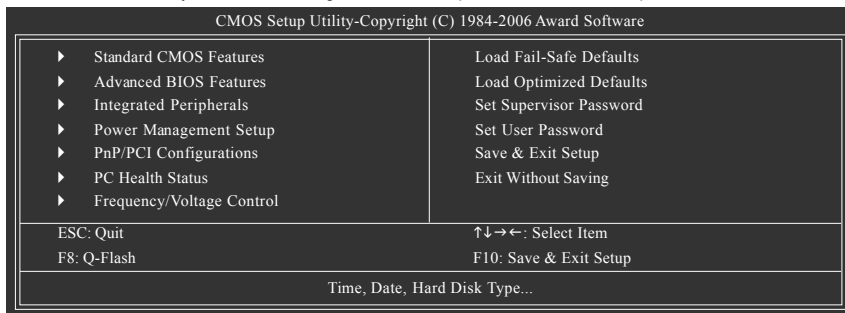 CMOS Setup Utility-Copyright (C) 1984-2006 Award Software
Standard CMOS Features
Advanced BIOS Features
Integrated Peripherals
Power Management Setup
PnP/PCI Configurations
PC Health Status
Frequency/Voltage Control
Load Fail-Safe Defaults
Load Optimized Defaults
Set Supervisor Password
Set User Password
Save & Exit Setup
Exit Without Saving
ESC: Quit
↑↓→←: Select Item
F8: Q-Flash
F10: Save & Exit Setup
Time, Date, Hard Disk Type...